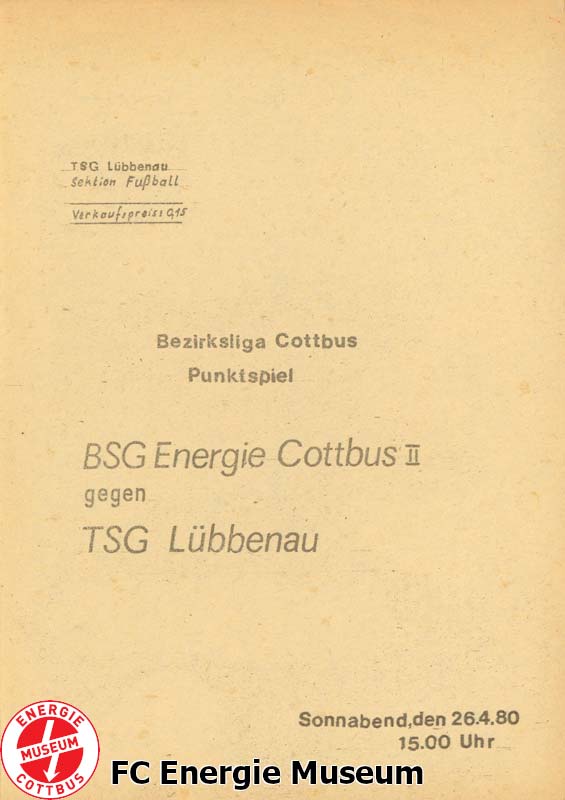 TSG Lübbenau
Sektion Fußball
Verkaufspreis: 0,15
Bezirksliga Cottbus
Punktspiel
BSG Energie Cottbus II
gegen
TSG Lübbenau
Sonnabend, den 26.4.80
15.00 Uhr
ENERGIE
MUSEUM
COTTBUS
FC Energie Museum